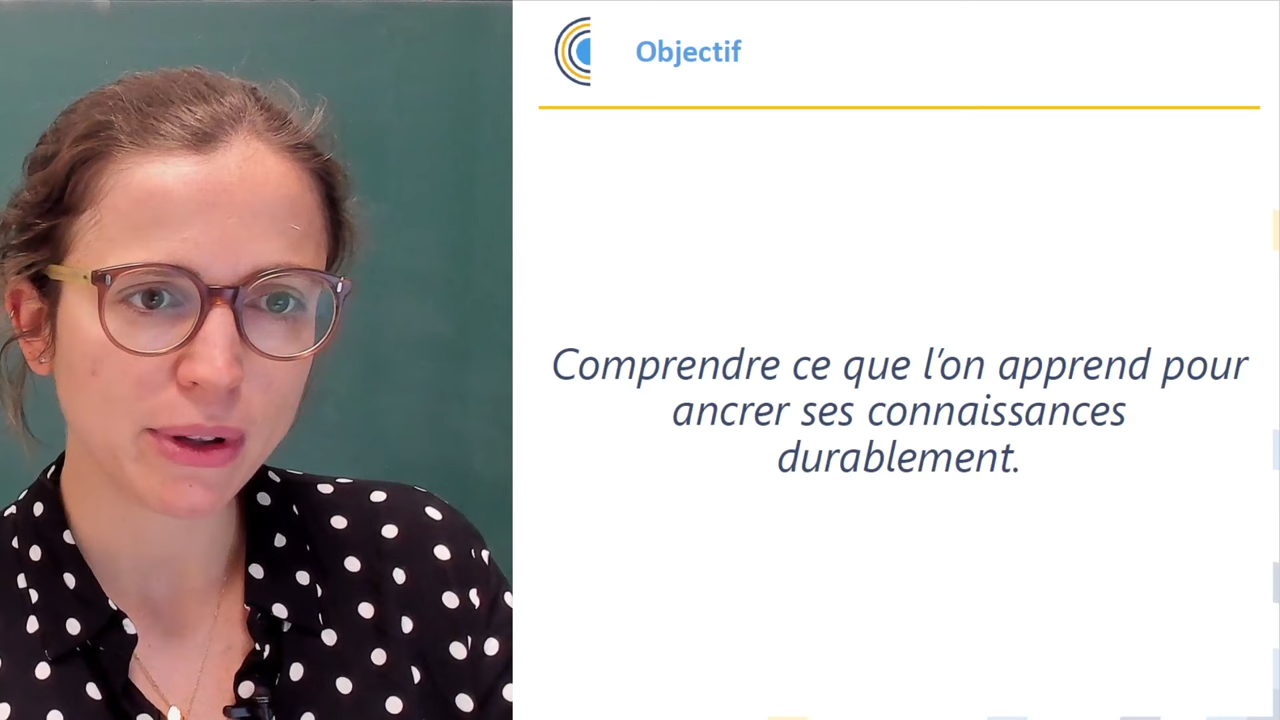 Objectif
Comprendre ce que l'on apprend pour
ancrer ses connaissances
durablement.